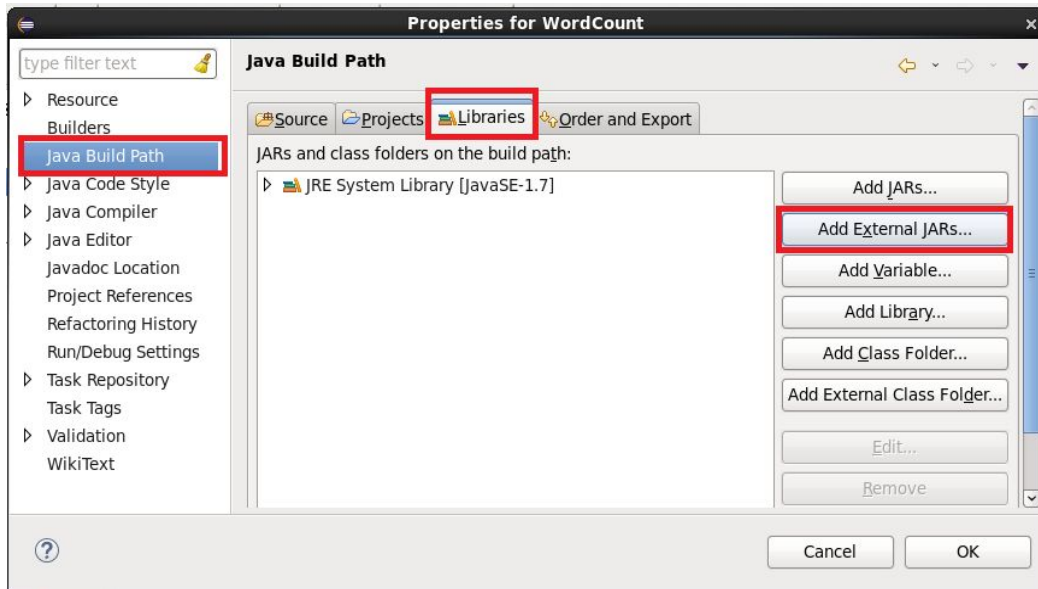 Properties for WordCount
type filter text
Resource
Builders
Java Build Path
Java Code Style
Java Compiler
Java Editor
Javadoc Location
Project References
Refactoring History
Run/Debug Settings
Task Repository
Task Tags
Validation
WikiText
Java Build Path
Source Projects Libraries Order and Export
JARs and class folders on the build path:
JRE System Library [JavaSE-1.7]
Add JARs...
Add External JARs...
Add Variable...
Add Library...
Add Class Folder...
Add External Class Folder...
Edit...
Remove
Cancel OK